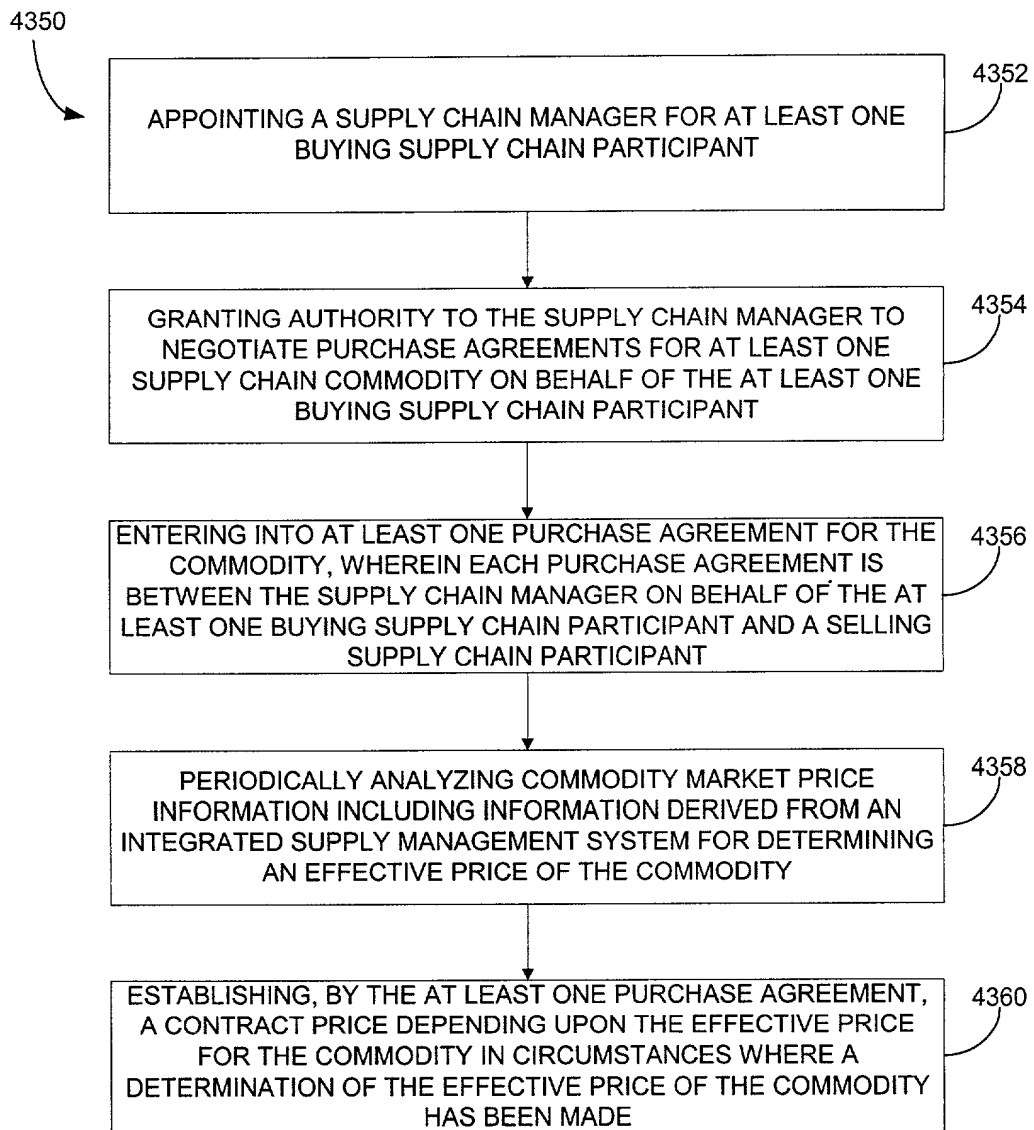 4350
4352
APPOINTING A SUPPLY CHAIN MANAGER FOR AT LEAST ONE
BUYING SUPPLY CHAIN PARTICIPANT
4354
GRANTING AUTHORITY TO THE SUPPLY CHAIN MANAGER TO
NEGOTIATE PURCHASE AGREEMENTS FOR AT LEAST ONE
SUPPLY CHAIN COMMODITY ON BEHALF OF THE AT LEAST ONE
BUYING SUPPLY CHAIN PARTICIPANT
4356
ENTERING INTO AT LEAST ONE PURCHASE AGREEMENT FOR THE
COMMODITY, WHEREIN EACH PURCHASE AGREEMENT IS
BETWEEN THE SUPPLY CHAIN MANAGER ON BEHALF OF THE AT
LEAST ONE BUYING SUPPLY CHAIN PARTICIPANT AND A SELLING
SUPPLY CHAIN PARTICIPANT
4358
PERIODICALLY ANALYZING COMMODITY MARKET PRICE
INFORMATION INCLUDING INFORMATION DERIVED FROM AN
INTEGRATED SUPPLY MANAGEMENT SYSTEM FOR DETERMINING
AN EFFECTIVE PRICE OF THE COMMODITY
4360
ESTABLISHING, BY THE AT LEAST ONE PURCHASE AGREEMENT,
A CONTRACT PRICE DEPENDING UPON THE EFFECTIVE PRICE
FOR THE COMMODITY IN CIRCUMSTANCES WHERE A
DETERMINATION OF THE EFFECTIVE PRICE OF THE COMMODITY
HAS BEEN MADE